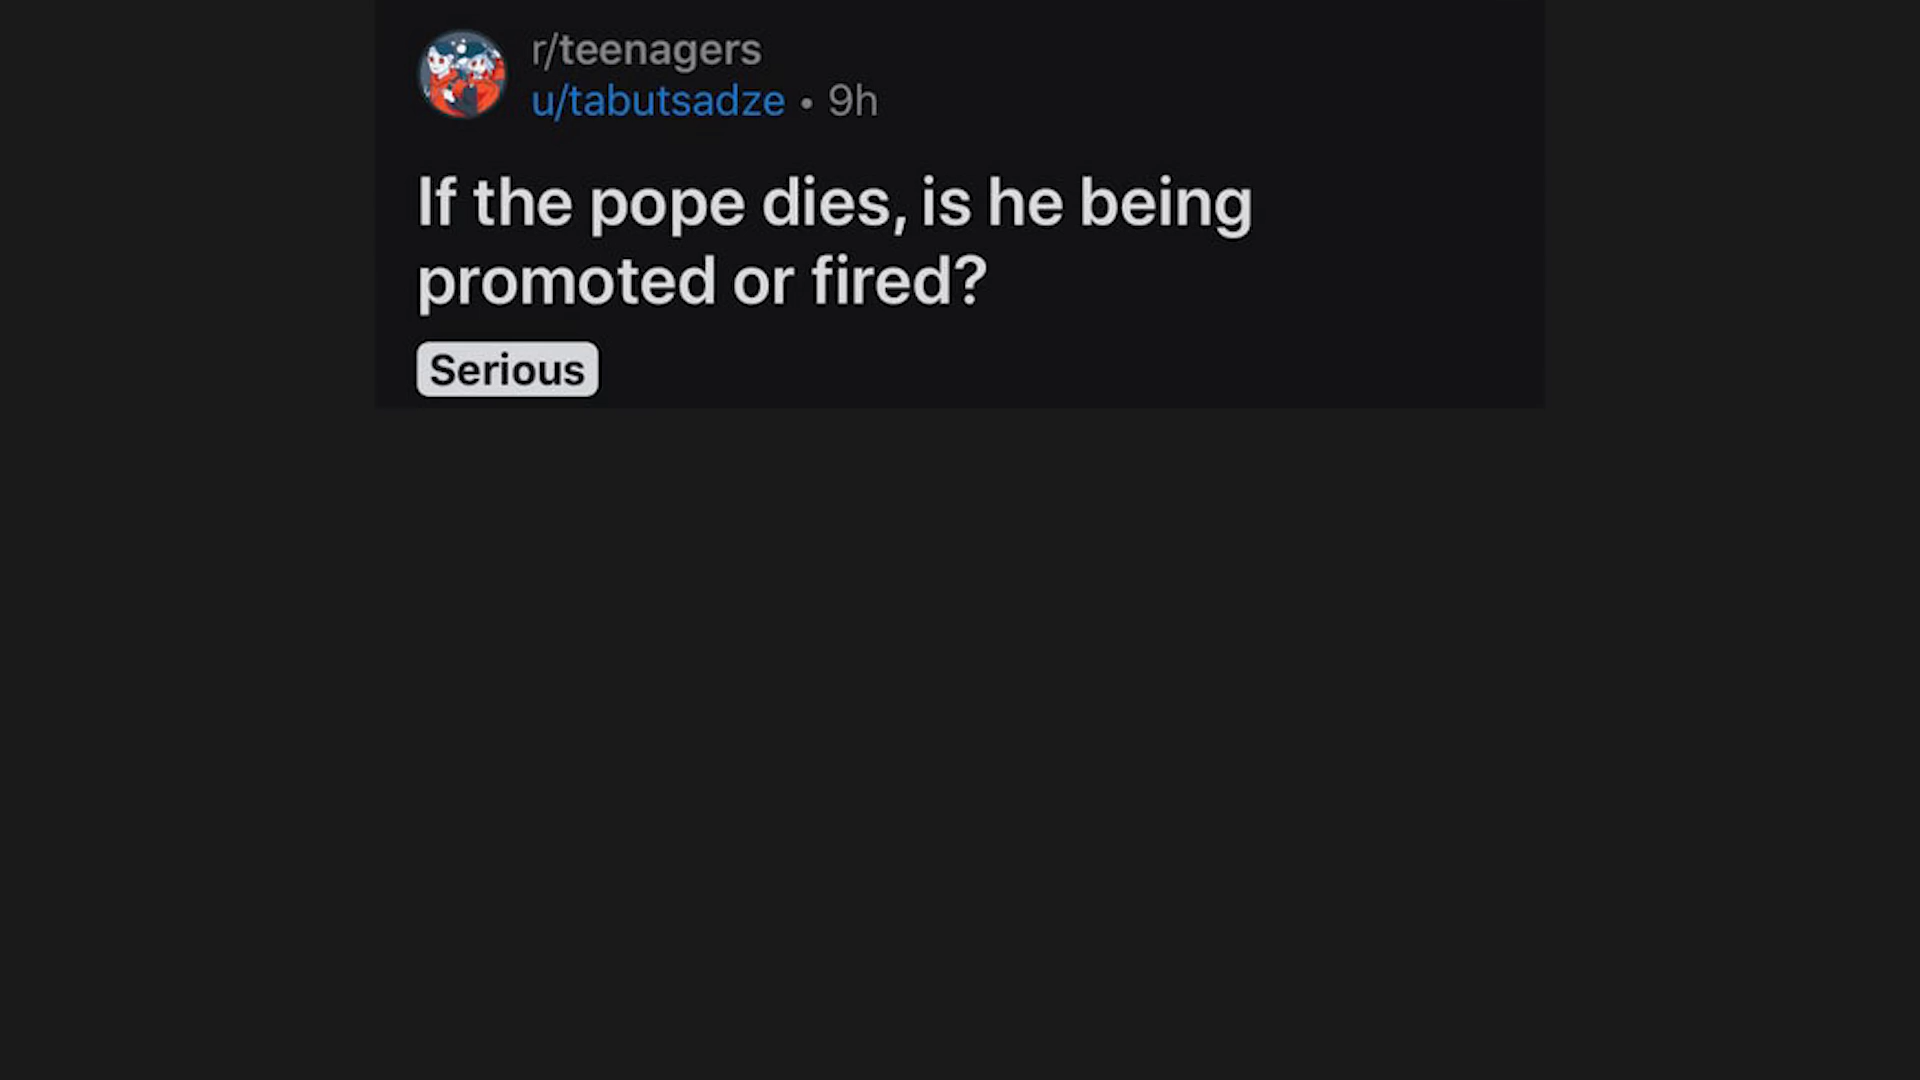 r/teenagers
u/tabutsadze • 9h
If the pope dies, is he being
promoted or fired?
Serious